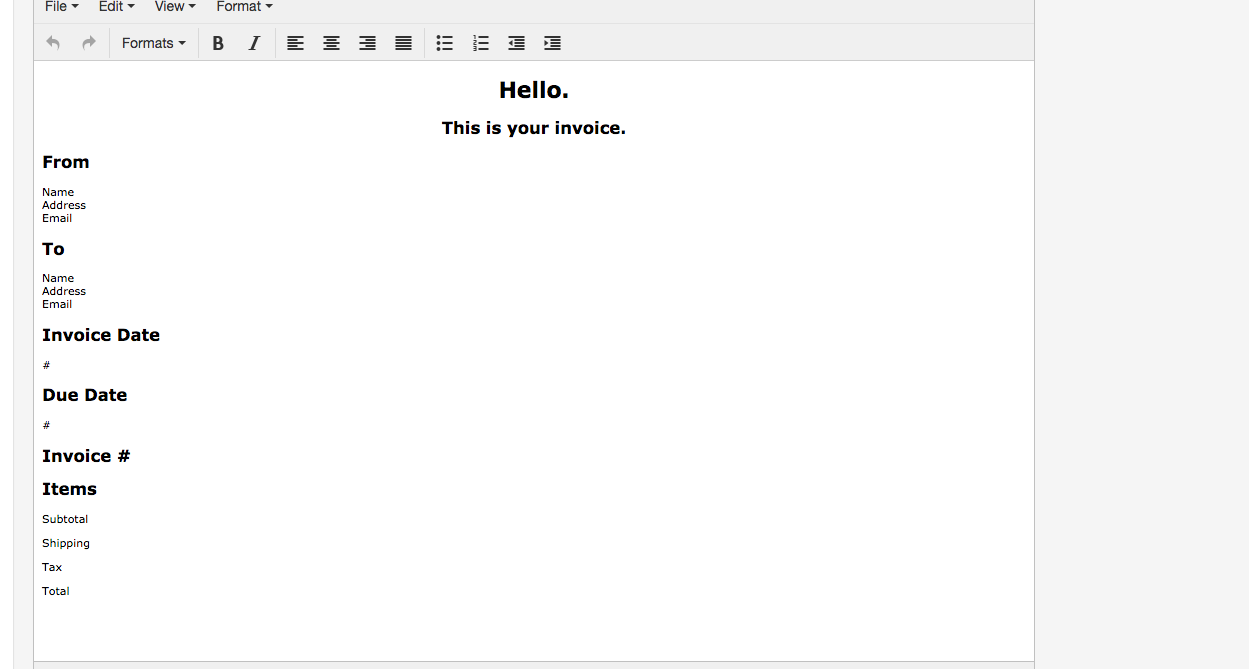 File Edit View Format
Formats B I
Hello.
This is your invoice.
From
Name
Address
Email
To
Name
Address
Email
Invoice Date
#
Due Date
#
Invoice #
Items
Subtotal
Shipping
Tax
Total